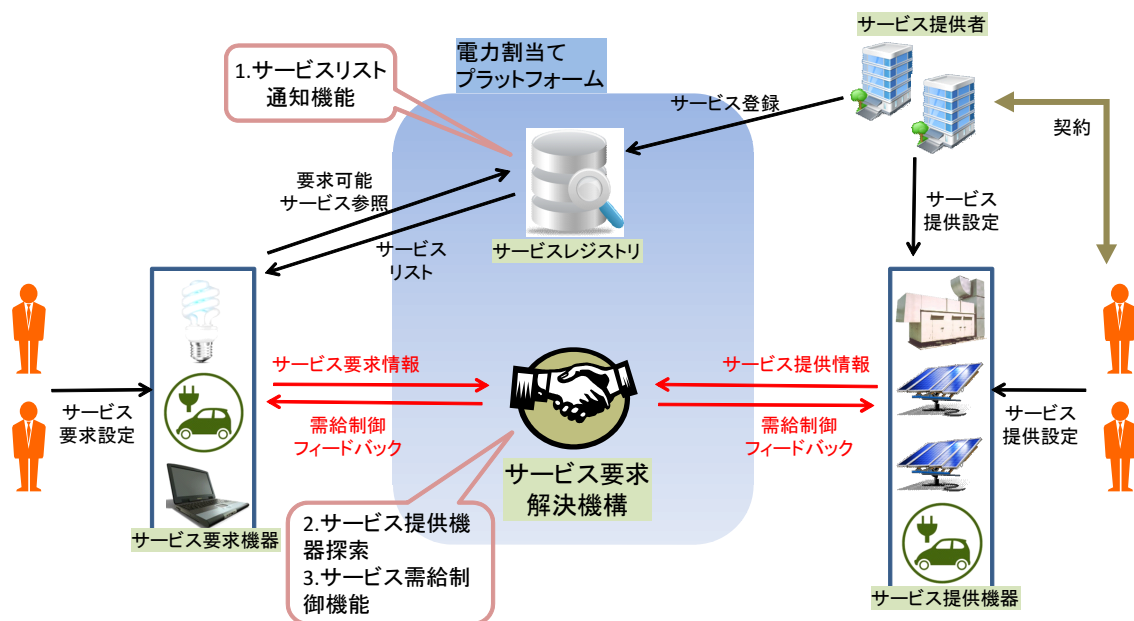 サービス提供者
電力割当て
プラットフォーム
1.サービスリスト
通知機能
サービス登録
契約
要求可能
サービス参照
サービス
提供設定
サービス
リスト
サービスレジストリ
サービス要求情報
サービス提供情報
サービス
要求設定
需給制御
フィードバック
需給制御
フィードバック
サービス
提供設定
サービス要求
解決機構
サービス要求機器
2.サービス提供機
器探索
3.サービス需給制
御機能
サービス提供機器